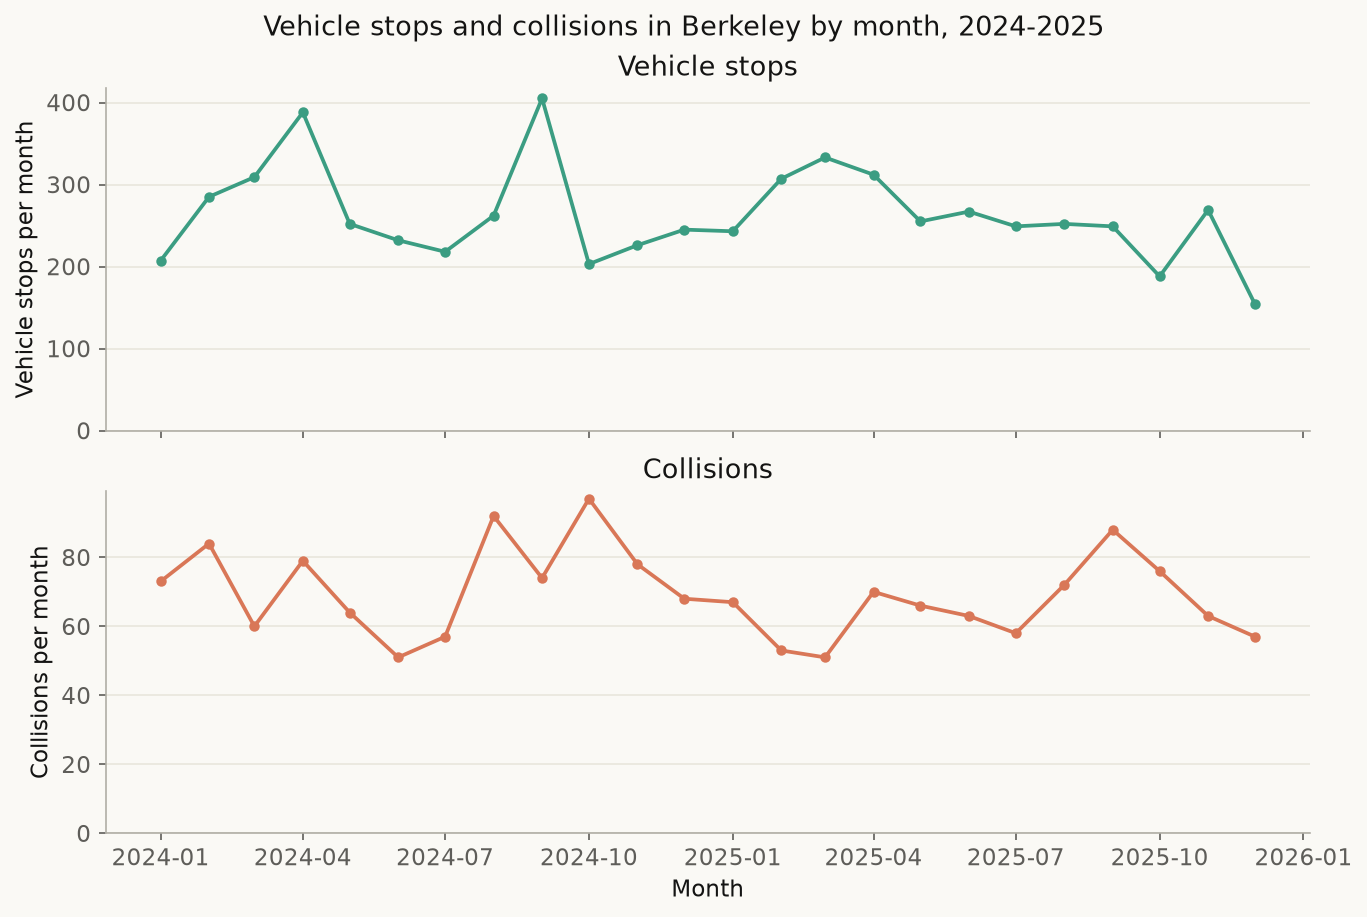 Vehicle stops and collisions in Berkeley by month, 2024-2025
Vehicle stops
Vehicle stops per month
400
300
200
100
0
Collisions
Collisions per month
80
60
40
20
0
2024-01 2024-04 2024-07 2024-10 2025-01 2025-04 2025-07 2025-10 2026-01
Month